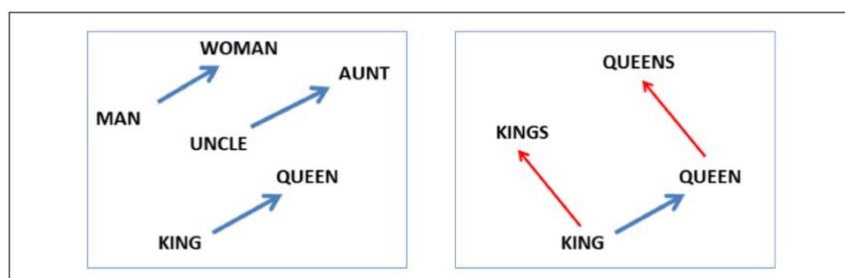 WOMAN
AUNT
MAN
UNCLE
QUEEN
KING
QUEENS
KINGS
QUEEN
KING